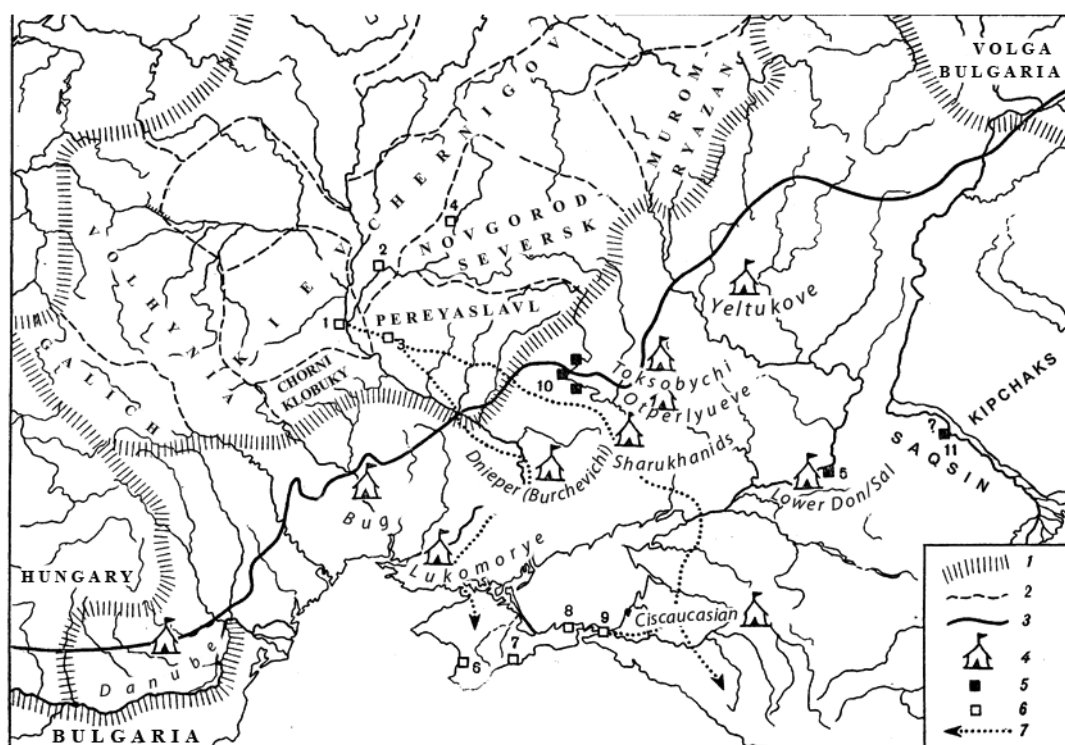 VOLGA
BULGARIA
CHERNIGOV
MUROM
RYAZAN
NOVGOROD
SEVERSK
VOLHYNIA
KIEV
PEREYASLAVL
GALICH
CHORNI
KLOBUKY
4
2
1
3
10
Yeltukove
Toksobychi
Otperlyueve
Sharukhanids
KIPCHAKS
SAQSIN
?
11
Dnieper (Burchevich)
Bug
5
Lower Don/Sal
Lukomorye
HUNGARY
Ciscaucasian
8
9
7
6
Danube
BULGARIA
1
2
3
4
5
6
7